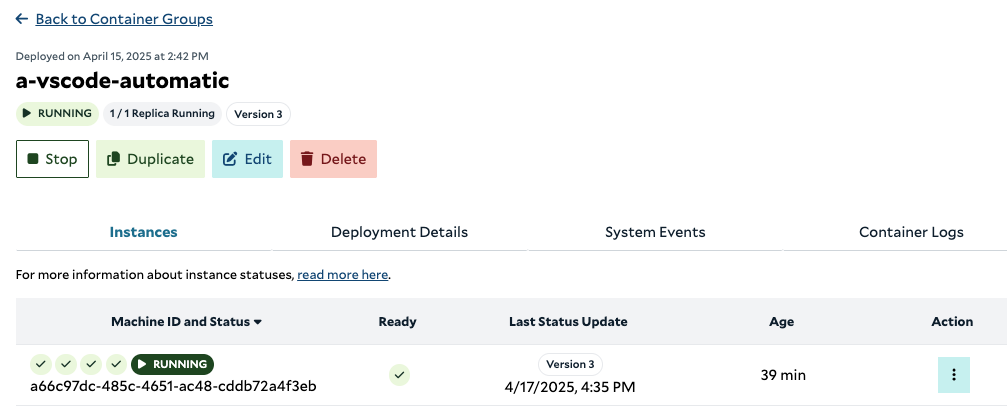 Back to Container Groups
Deployed on April 15, 2025 at 2:42 PM
a-vscode-automatic
RUNNING 1 / 1 Replica Running Version 3
Stop Duplicate Edit Delete
Instances Deployment Details System Events Container Logs
For more information about instance statuses, read more here.
Machine ID and Status Ready Last Status Update Age Action
RUNNING Version 3
a66c97dc-485c-4651-ac48-cddb72a4f3eb 4/17/2025, 4:35 PM 39 min